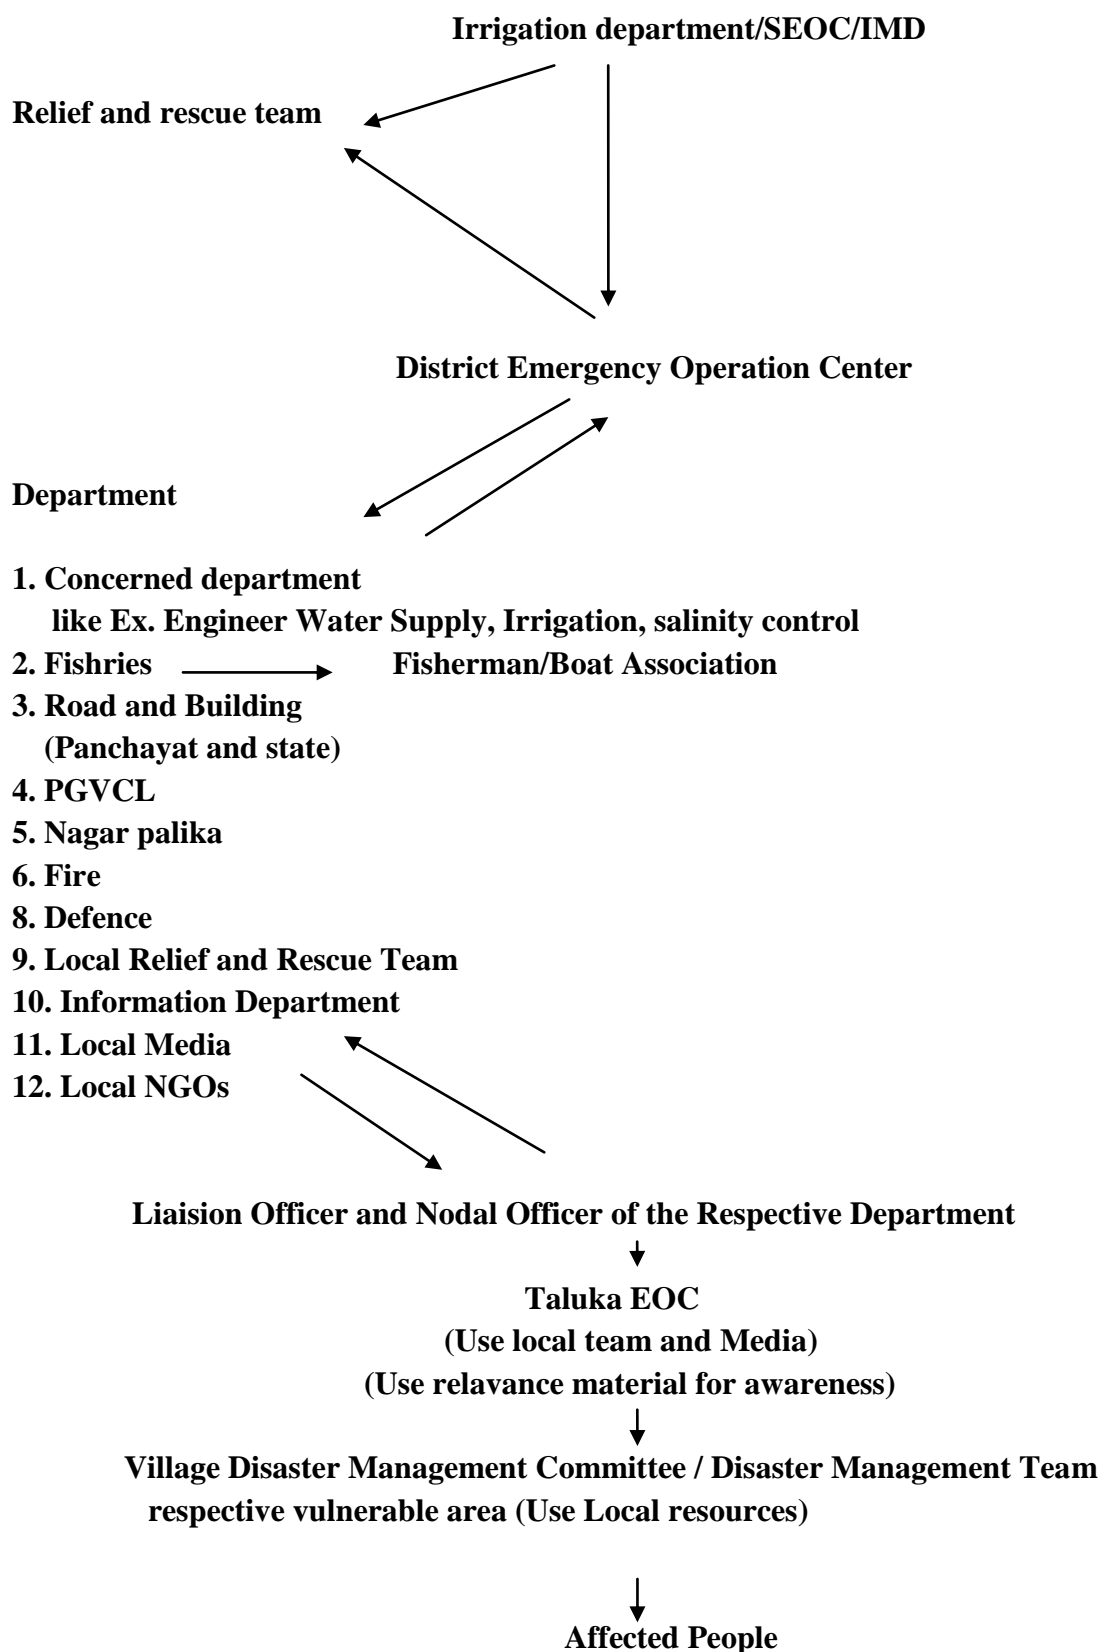 Irrigation department/SEOC/IMD
Relief and rescue team
District Emergency Operation Center
Department
1. Concerned department
like Ex. Engineer Water Supply, Irrigation, salinity control
2. Fishries Fisherman/Boat Association
3. Road and Building
(Panchayat and state)
4. PGVCL
5. Nagar palika
6. Fire
8. Defence
9. Local Relief and Rescue Team
10. Information Department
11. Local Media
12. Local NGOs
Liaision Officer and Nodal Officer of the Respective Department
Taluka EOC
(Use local team and Media)
(Use relavance material for awareness)
Village Disaster Management Committee / Disaster Management Team
respective vulnerable area (Use Local resources)
Affected People